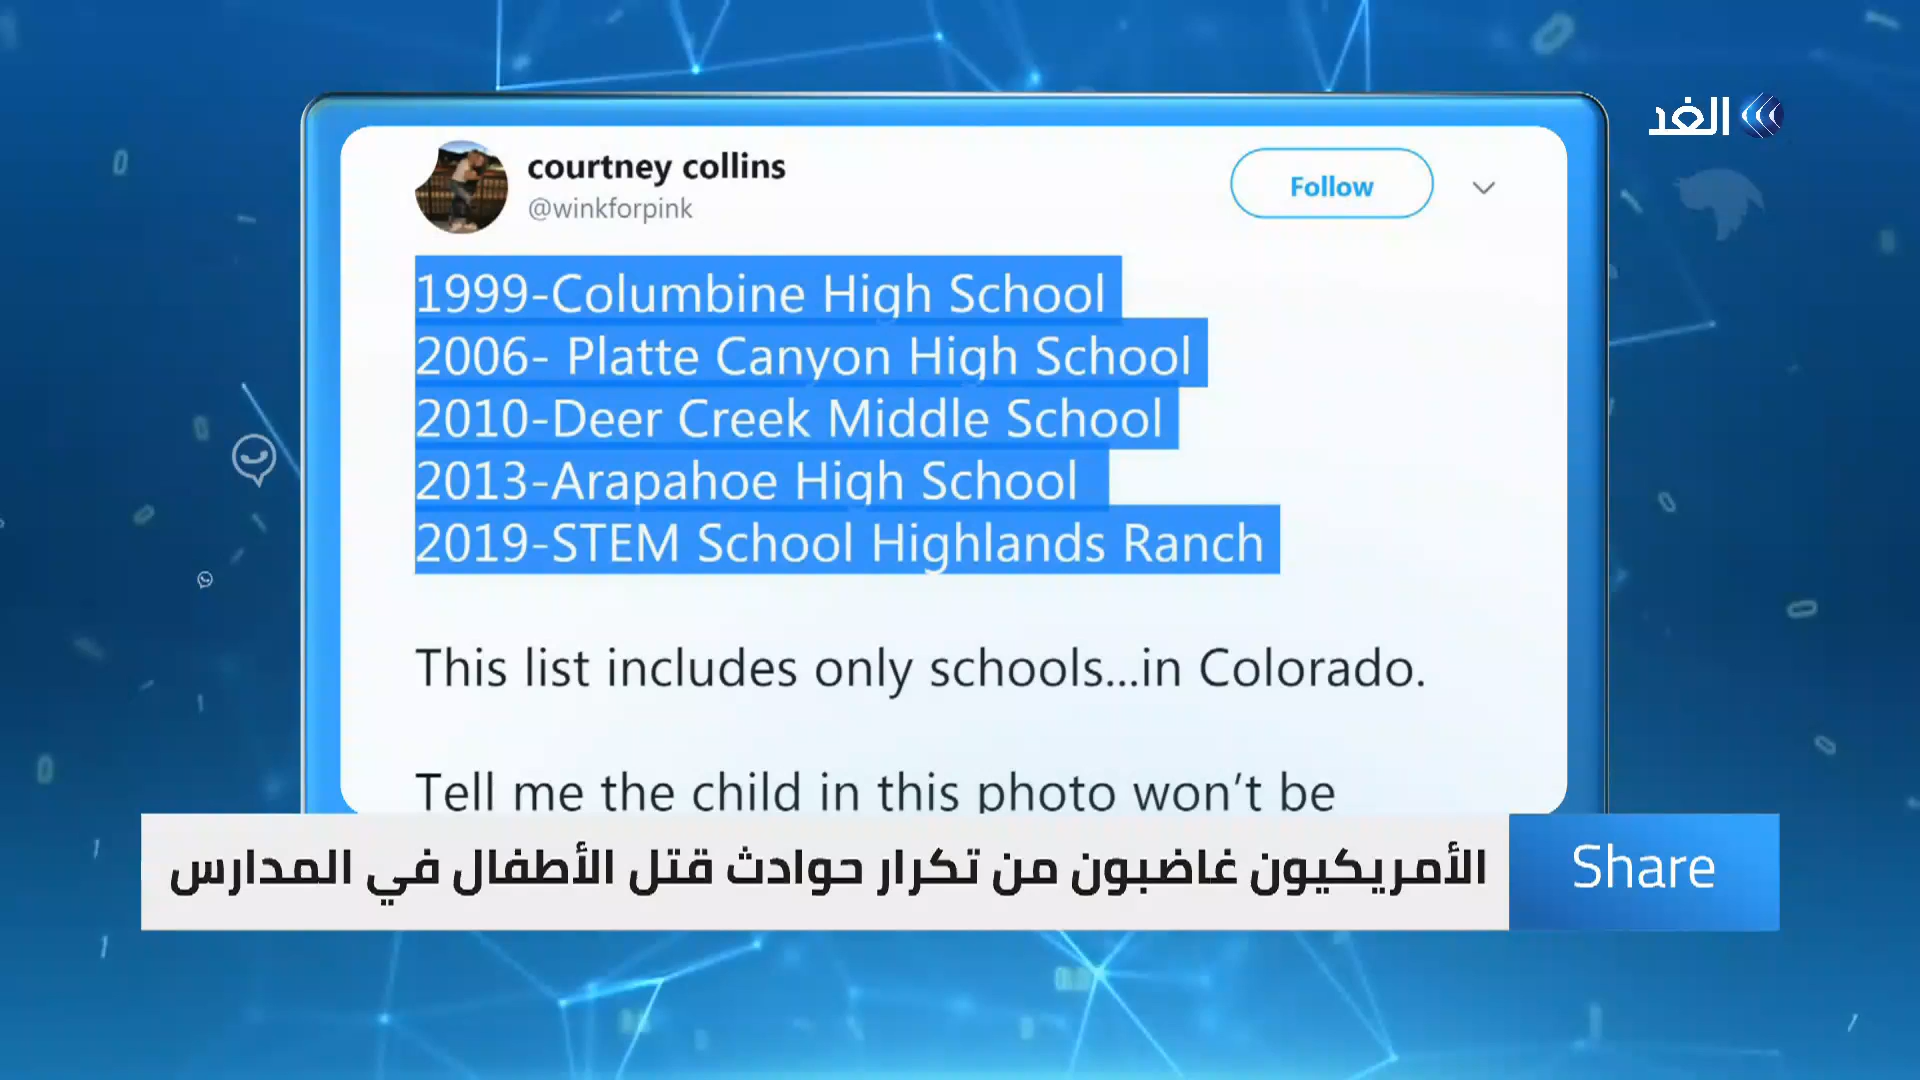 الغد
courtney collins
@winkforpink
Follow
1999-Columbine High School
2006- Platte Canyon High School
2010-Deer Creek Middle School
2013-Arapahoe High School
2019-STEM School Highlands Ranch
This list includes only schools...in Colorado.
Tell me the child in this photo won’t be
الأمريكيون غاضبون من تكرار حوادث قتل الأطفال في المدارس
Share